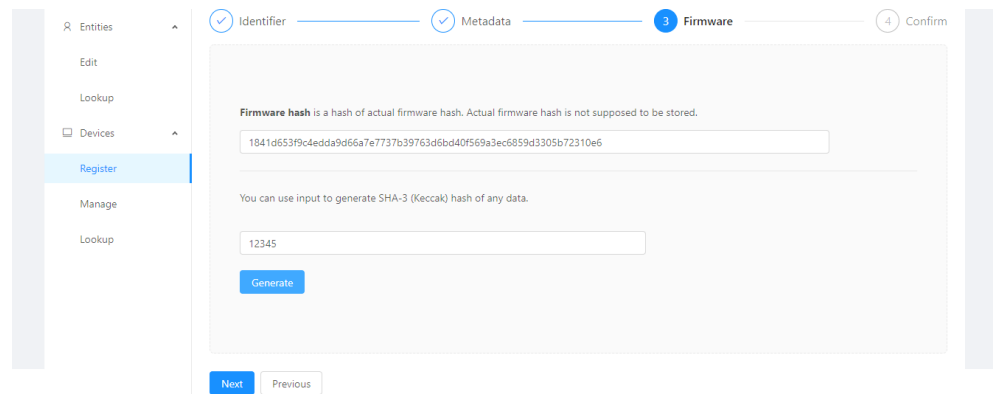 Entities
Edit
Lookup
Devices
Register
Manage
Lookup
Identifier
Metadata
3 Firmware
4 Confirm
Firmware hash is a hash of actual firmware hash. Actual firmware hash is not supposed to be stored.
1841d653f9c4edda9d66a7e7737b39763d6bd40f569a3ec6859d3305b72310e6
You can use input to generate SHA-3 (Keccak) hash of any data.
12345
Generate
Next
Previous